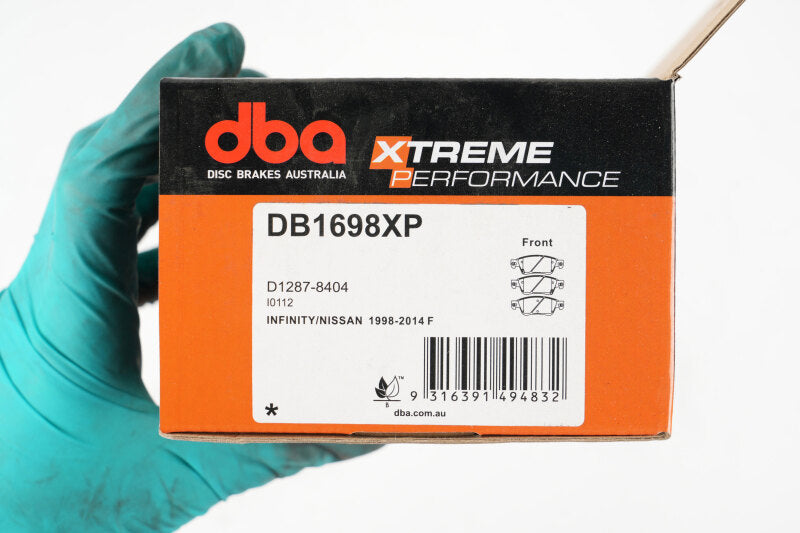 dba
DISC BRAKES AUSTRALIA
XTREME
PERFORMANCE
DB1698XP
Front
D1287-8404
I0112
INFINITY/NISSAN 1998-2014 F
™
B
9 316391 494832
*
dba.com.au